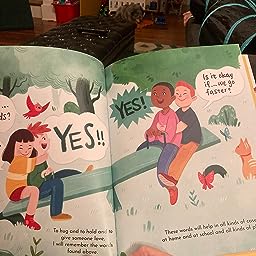 ds?
YES!!
To hug and to hold and to
give someone love,
I will remember the words
found above.
YES!
Is it okay
if...we go
faster?
These words will help in all kinds of
at home and at school and all kinds of